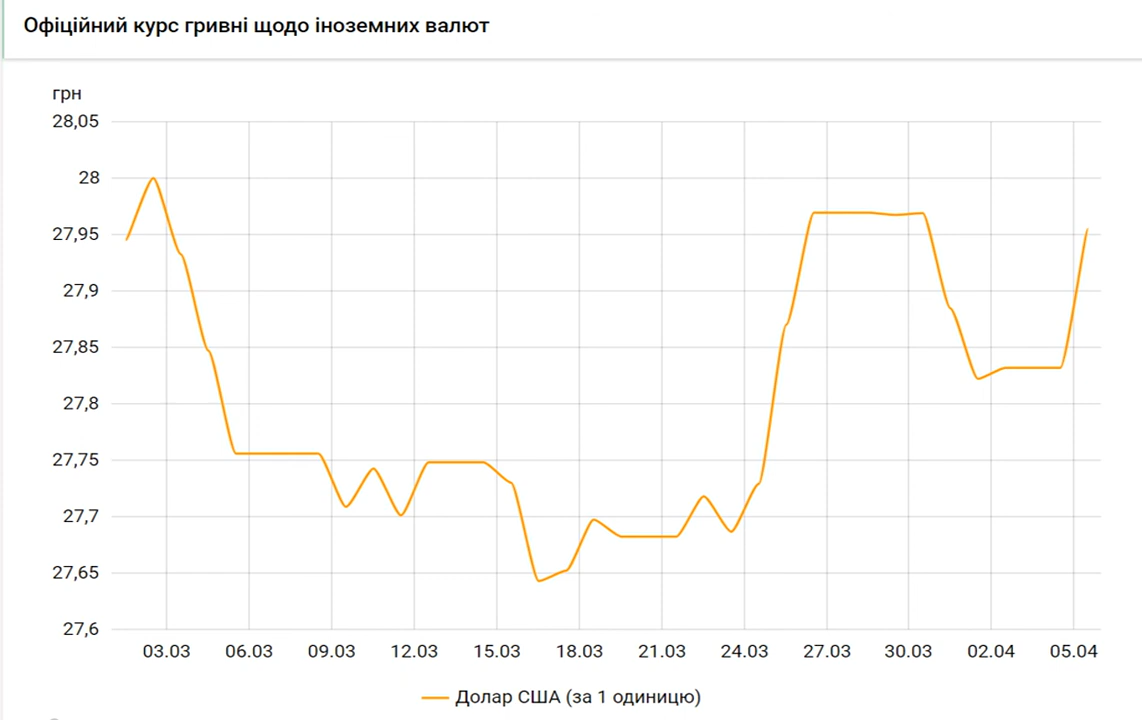 Офіційний курс гривні щодо іноземних валют
грн
28,05
28
27,95
27,9
27,85
27,8
27,75
27,7
27,65
27,6
03.03 06.03 09.03 12.03 15.03 18.03 21.03 24.03 27.03 30.03 02.04 05.04
Долар США (за 1 одиницю)